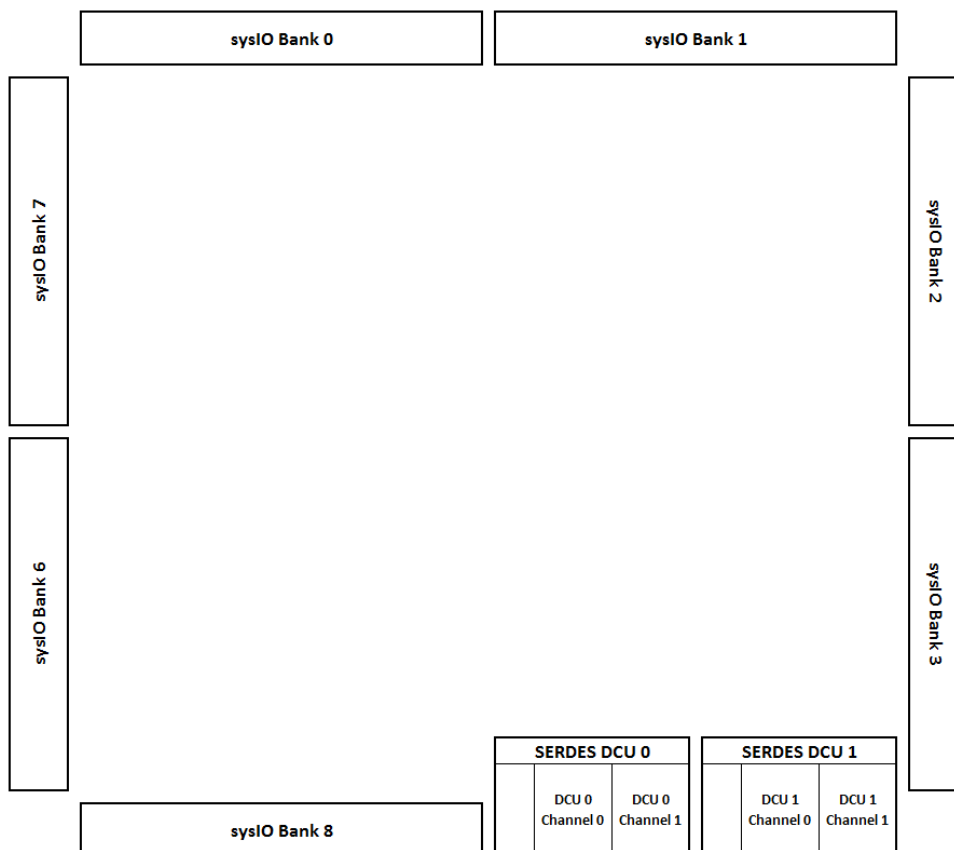 sysIO Bank 0
sysIO Bank 1
sysIO Bank 7
sysIO Bank 2
sysIO Bank 6
sysIO Bank 3
SERDES DCU 0
SERDES DCU 1
DCU 0
Channel 0
DCU 0
Channel 1
DCU 1
Channel 0
DCU 1
Channel 1
sysIO Bank 8